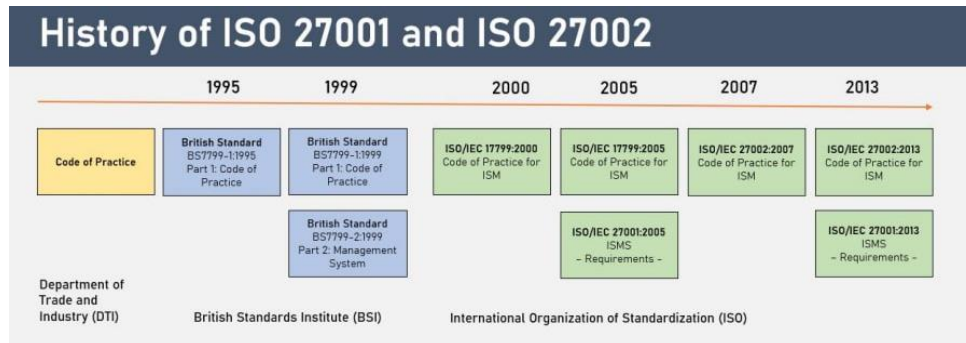 History of ISO 27001 and ISO 27002
1995
1999
2000
2005
2007
2013
Code of Practice
British Standard
BS7799-1:1995
Part 1: Code of
Practice
British Standard
BS7799-1:1999
Part 1: Code of
Practice
ISO/IEC 17799:2000
Code of Practice for
ISM
ISO/IEC 17799:2005
Code of Practice for
ISM
ISO/IEC 27002:2007
Code of Practice for
ISM
ISO/IEC 27002:2013
Code of Practice for
ISM
British Standard
BS7799-2:1999
Part 2: Management
System
ISO/IEC 27001:2005
ISMS
– Requirements –
ISO/IEC 27001:2013
ISMS
– Requirements –
Department of
Trade and
Industry (DTI)
British Standards Institute (BSI)
International Organization of Standardization (ISO)